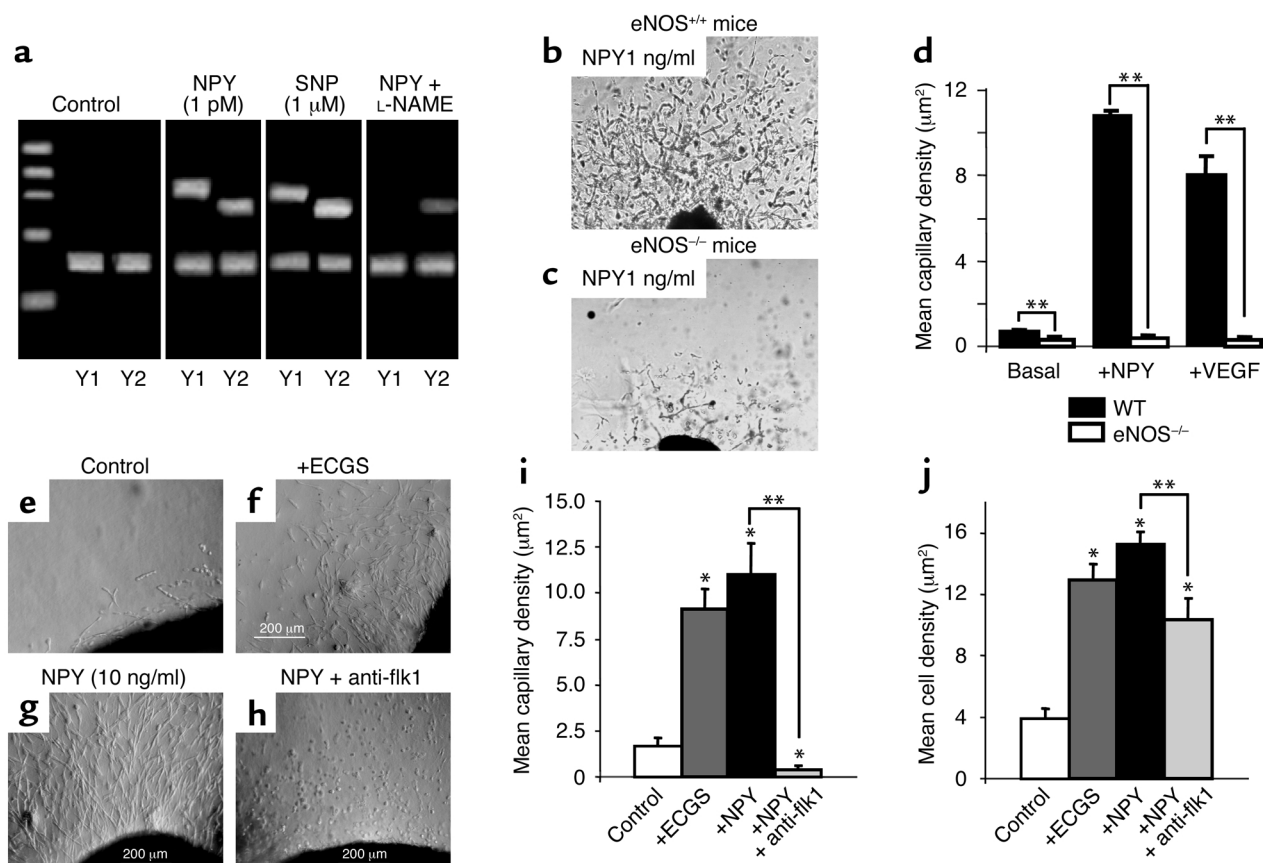 a
Control
NPY
(1 pM)
SNP
(1 μM)
NPY +
L-NAME
Y1 Y2 Y1 Y2 Y1 Y2 Y1 Y2
eNOS+/+ mice
b
NPY1 ng/ml
eNOS–/– mice
c
NPY1 ng/ml
d
Mean capillary density (μm²)
12
8
4
0
**
**
**
Basal +NPY +VEGF
WT
eNOS–/–
Control
e
+ECGS
f
200 μm
NPY (10 ng/ml)
g
200 μm
NPY + anti-flk1
h
200 μm
i
Mean capillary density (μm²)
15.0
12.5
9.0
7.5
5.0
2.5
0
*
*
**
*
Control
+ECGS
+NPY
+NPY
+ anti-flk1
j
Mean cell density (μm²)
16
12
8
4
0
*
*
**
*
Control
+ECGS
+NPY
+NPY
+ anti-flk1